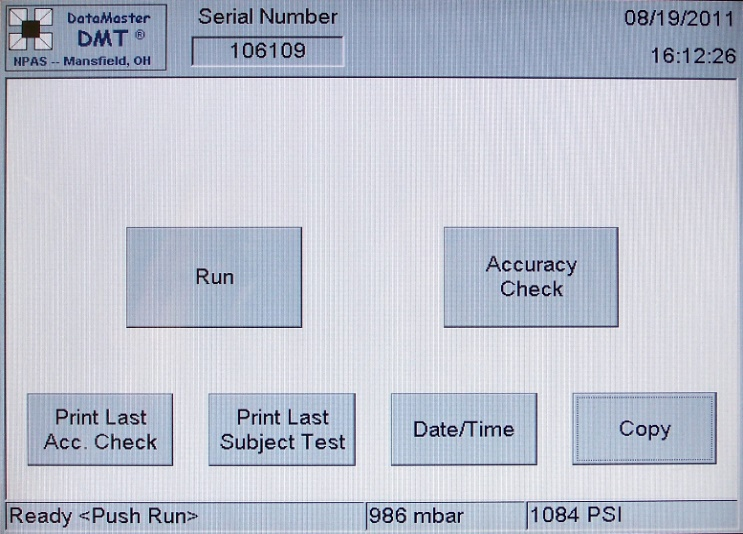 DataMaster
DMT ®
NPAS -- Mansfield, OH
Serial Number
106109
08/19/2011
16:12:26
Run
Accuracy
Check
Print Last
Acc. Check
Print Last
Subject Test
Date/Time
Copy
Ready <Push Run>
986 mbar
1084 PSI